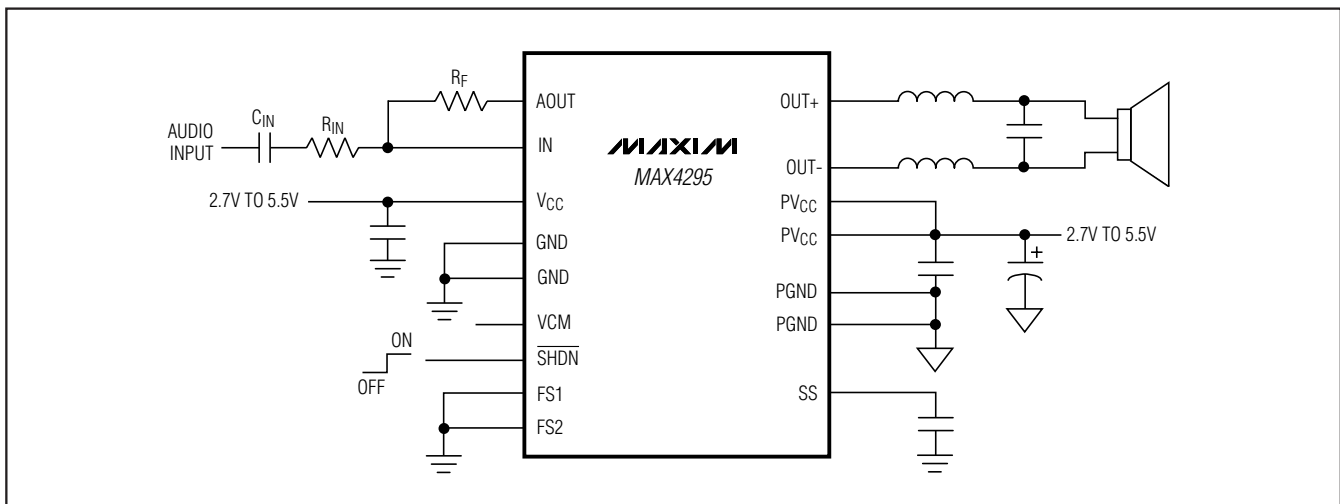 RF
AOUT
OUT+
CIN
RIN
AUDIO
INPUT
IN
MAXIM
MAX4295
OUT-
2.7V TO 5.5V
VCC
PVCC
GND
PVCC
2.7V TO 5.5V
+
GND
PGND
VCM
PGND
ON
OFF
SHDN
FS1
SS
FS2